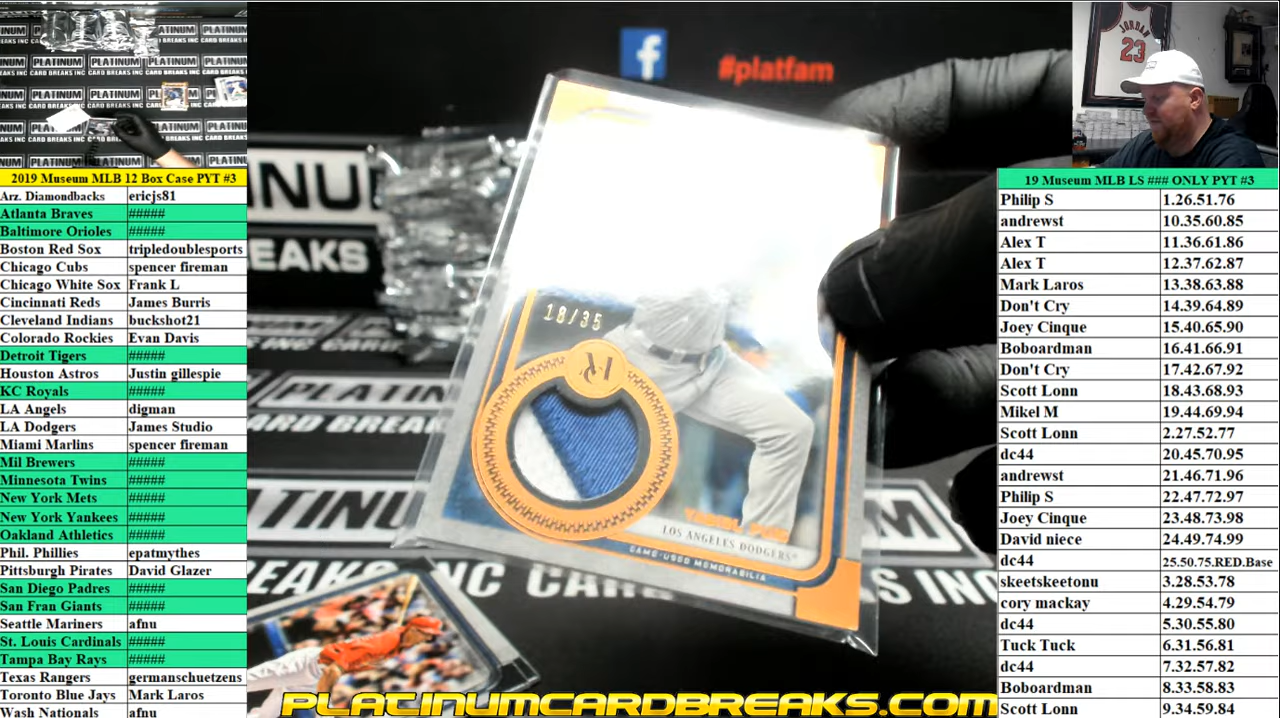 PLATINUM
CARD BREAKS INC
f
#platfam
JORDAN
23
2019 Museum MLB 12 Box Case PYT #3
Arz. Diamondbacks ericjs81
Atlanta Braves #####
Baltimore Orioles #####
Boston Red Sox tripledoublesports
Chicago Cubs spencer fireman
Chicago White Sox Frank L
Cincinnati Reds James Burris
Cleveland Indians buckshot21
Colorado Rockies Evan Davis
Detroit Tigers #####
Houston Astros Justin gillespie
KC Royals #####
LA Angels digman
LA Dodgers James Studio
Miami Marlins spencer fireman
Mil Brewers #####
Minnesota Twins #####
New York Mets #####
New York Yankees #####
Oakland Athletics #####
Phil. Phillies epatmythes
Pittsburgh Pirates David Glazer
San Diego Padres #####
San Fran Giants #####
Seattle Mariners afnu
St. Louis Cardinals #####
Tampa Bay Rays #####
Texas Rangers germanschuetzens
Toronto Blue Jays Mark Laros
Wash Nationals afnu
18/35
M
LOS ANGELES DODGERS
GAME-USED MEMORABILIA
PLATINUMCARDBREAKS.COM
19 Museum MLB LS ### ONLY PYT #3
Philip S 1.26.51.76
andrewst 10.35.60.85
Alex T 11.36.61.86
Alex T 12.37.62.87
Mark Laros 13.38.63.88
Don't Cry 14.39.64.89
Joey Cinque 15.40.65.90
Boboardman 16.41.66.91
Don't Cry 17.42.67.92
Scott Lonn 18.43.68.93
Mikel M 19.44.69.94
Scott Lonn 2.27.52.77
dc44 20.45.70.95
andrewst 21.46.71.96
Philip S 22.47.72.97
Joey Cinque 23.48.73.98
David niece 24.49.74.99
dc44 25.50.75.RED.Base
skeetskeetonu 3.28.53.78
cory mackay 4.29.54.79
dc44 5.30.55.80
Tuck Tuck 6.31.56.81
dc44 7.32.57.82
Boboardman 8.33.58.83
Scott Lonn 9.34.59.84